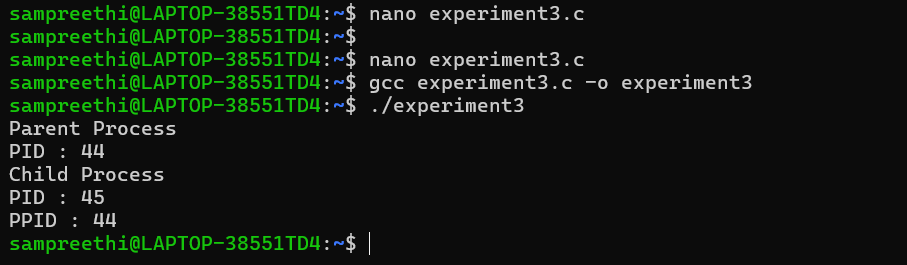 sampreethi@LAPTOP-38551TD4:~$ nano experiment3.c
sampreethi@LAPTOP-38551TD4:~$
sampreethi@LAPTOP-38551TD4:~$ nano experiment3.c
sampreethi@LAPTOP-38551TD4:~$ gcc experiment3.c -o experiment3
sampreethi@LAPTOP-38551TD4:~$ ./experiment3
Parent Process
PID : 44
Child Process
PID : 45
PPID : 44
sampreethi@LAPTOP-38551TD4:~$